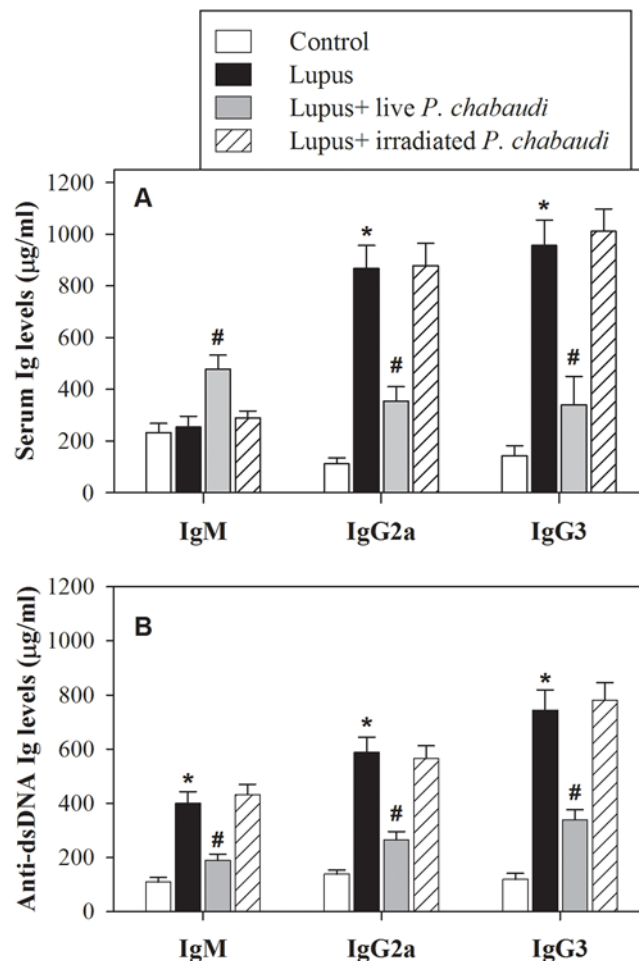 Control
Lupus
Lupus+ live P. chabaudi
Lupus+ irradiated P. chabaudi
A
Serum Ig levels (µg/ml)
1200
1000
800
600
400
200
0
#
*
#
*
#
IgM IgG2a IgG3
B
Anti-dsDNA Ig levels (µg/ml)
1200
1000
800
600
400
200
0
*
#
*
#
*
#
IgM IgG2a IgG3